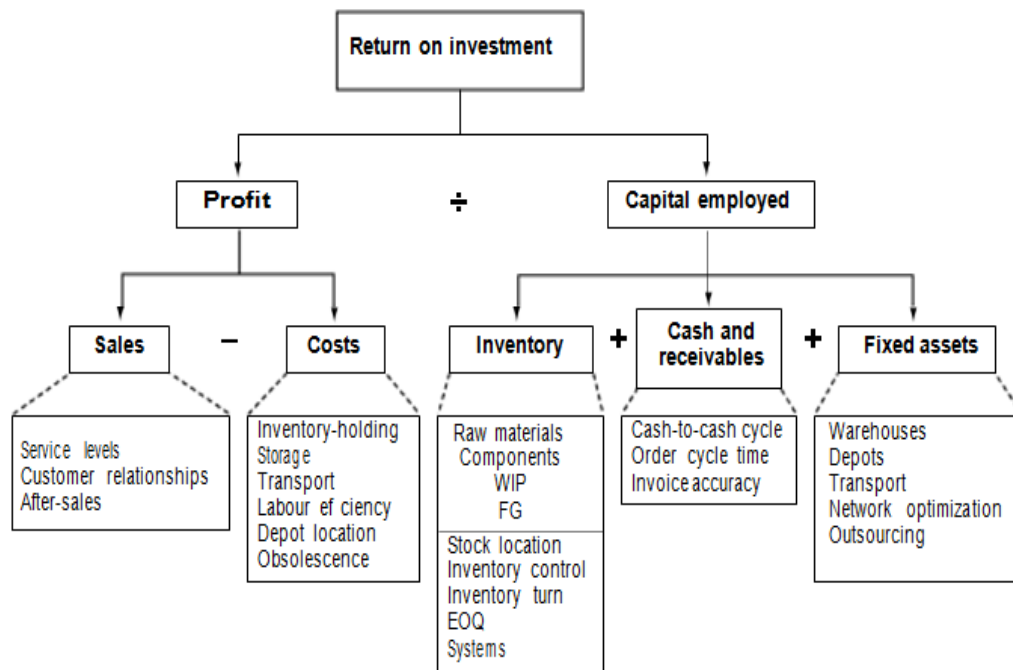 Return on investment
Profit
÷
Capital employed
Sales
–
Costs
Inventory
+
Cash and
receivables
+
Fixed assets
Service levels
Customer relationships
After-sales
Inventory-holding
Storage
Transport
Labour ef ciency
Depot location
Obsolescence
Raw materials
Components
WIP
FG
Stock location
Inventory control
Inventory turn
EOQ
Systems
Cash-to-cash cycle
Order cycle time
Invoice accuracy
Warehouses
Depots
Transport
Network optimization
Outsourcing